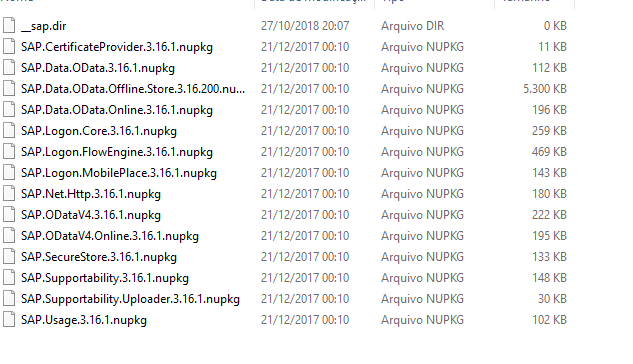 __sap.dir 27/10/2018 20:07 Arquivo DIR 0 KB
SAP.CertificateProvider.3.16.1.nupkg 21/12/2017 00:10 Arquivo NUPKG 11 KB
SAP.Data.OData.3.16.1.nupkg 21/12/2017 00:10 Arquivo NUPKG 112 KB
SAP.Data.OData.Offline.Store.3.16.200.nu... 21/12/2017 00:10 Arquivo NUPKG 5.300 KB
SAP.Data.OData.Online.3.16.1.nupkg 21/12/2017 00:10 Arquivo NUPKG 196 KB
SAP.Logon.Core.3.16.1.nupkg 21/12/2017 00:10 Arquivo NUPKG 259 KB
SAP.Logon.FlowEngine.3.16.1.nupkg 21/12/2017 00:10 Arquivo NUPKG 469 KB
SAP.Logon.MobilePlace.3.16.1.nupkg 21/12/2017 00:10 Arquivo NUPKG 143 KB
SAP.Net.Http.3.16.1.nupkg 21/12/2017 00:10 Arquivo NUPKG 180 KB
SAP.ODataV4.3.16.1.nupkg 21/12/2017 00:10 Arquivo NUPKG 222 KB
SAP.ODataV4.Online.3.16.1.nupkg 21/12/2017 00:10 Arquivo NUPKG 195 KB
SAP.SecureStore.3.16.1.nupkg 21/12/2017 00:10 Arquivo NUPKG 133 KB
SAP.Supportability.3.16.1.nupkg 21/12/2017 00:10 Arquivo NUPKG 148 KB
SAP.Supportability.Uploader.3.16.1.nupkg 21/12/2017 00:10 Arquivo NUPKG 30 KB
SAP.Usage.3.16.1.nupkg 21/12/2017 00:10 Arquivo NUPKG 102 KB